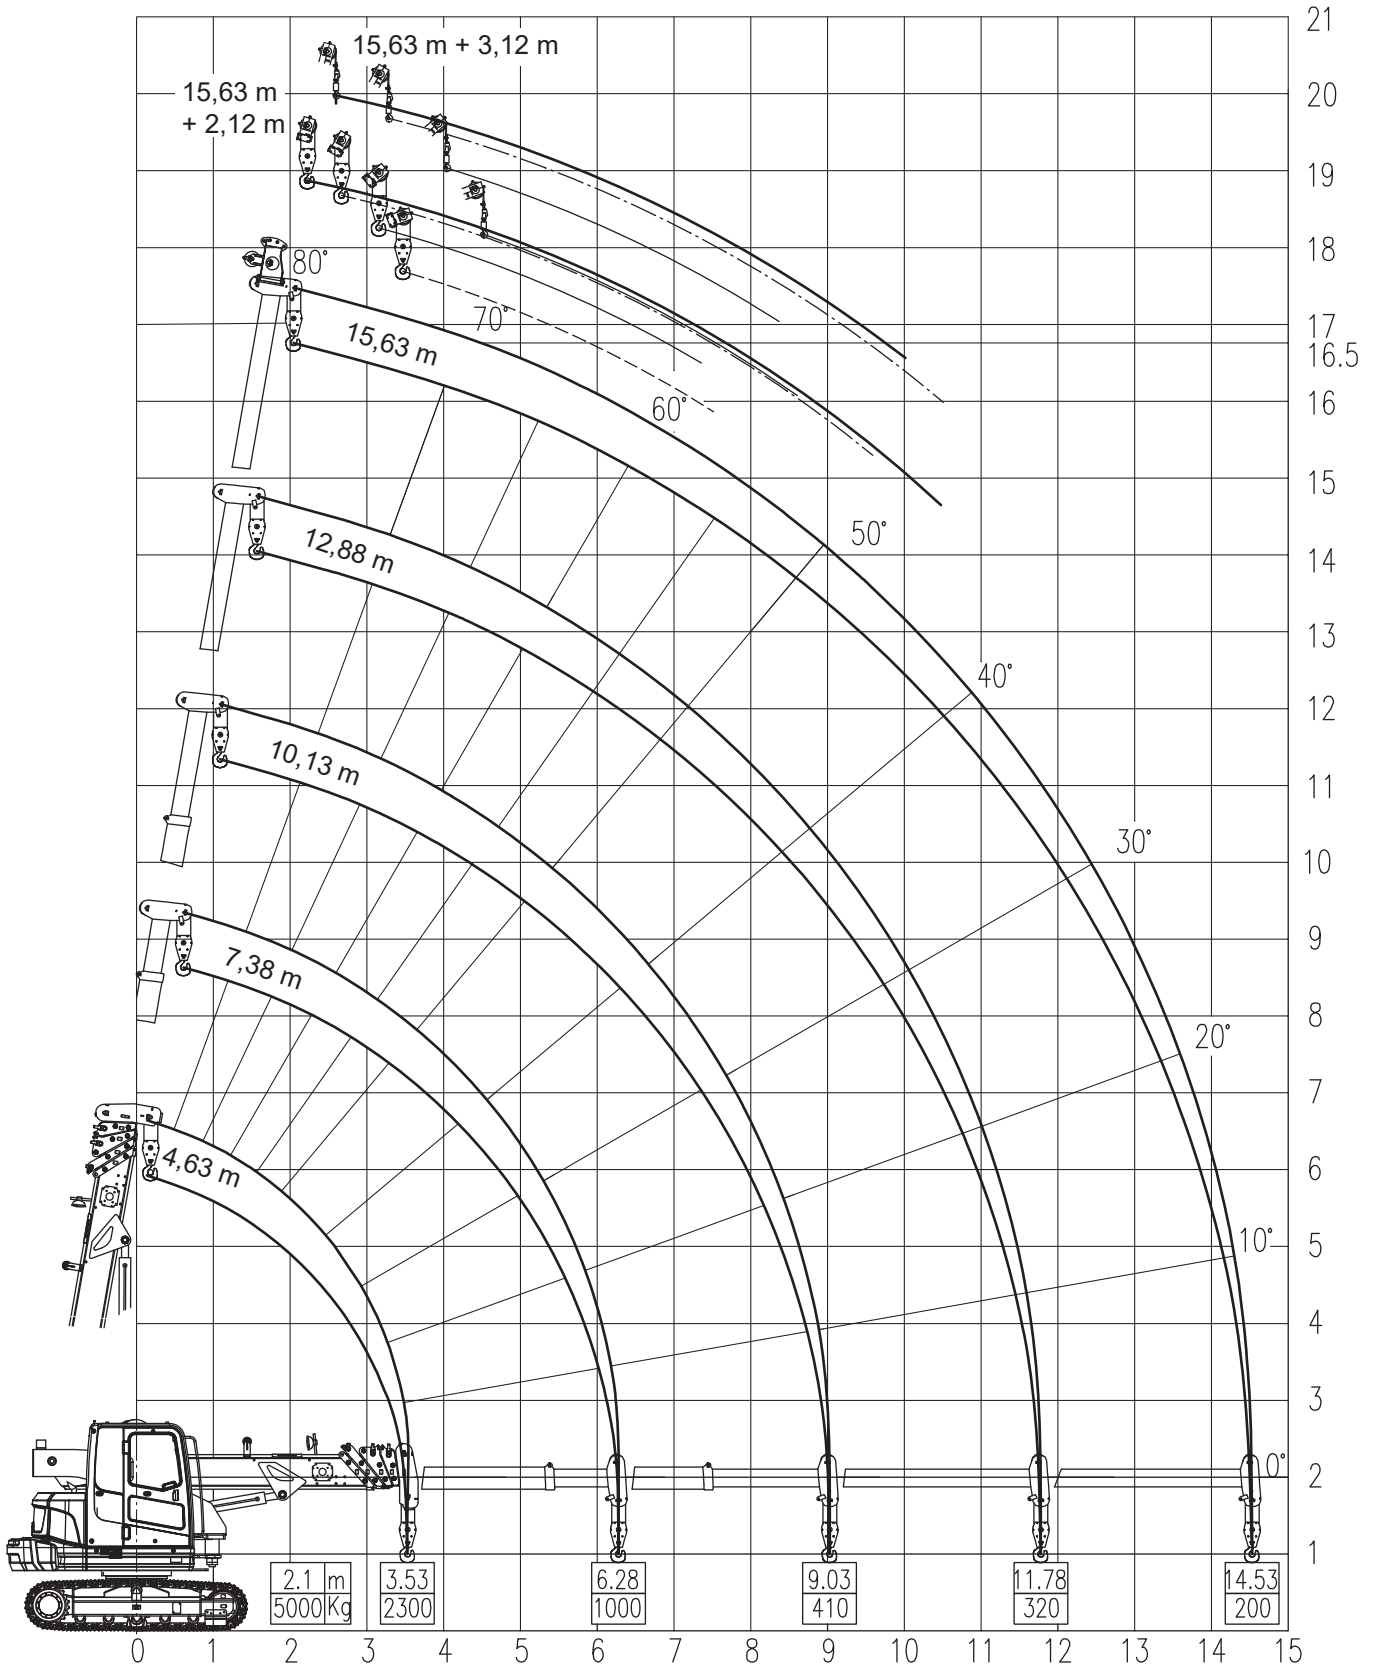 21
15,63 m + 3,12 m
15,63 m
+ 2,12 m
20
19
18
80°
17
70°
15,63 m
16.5
16
60°
15
50°
12,88 m
14
13
40°
12
10,13 m
11
30°
10
9
7,38 m
8
20°
7
4,63 m
6
10°
5
4
3
0°
2
1
2.1 m 3.53 6.28 9.03 11.78 14.53
5000 Kg 2300 1000 410 320 200
0 1 2 3 4 5 6 7 8 9 10 11 12 13 14 15